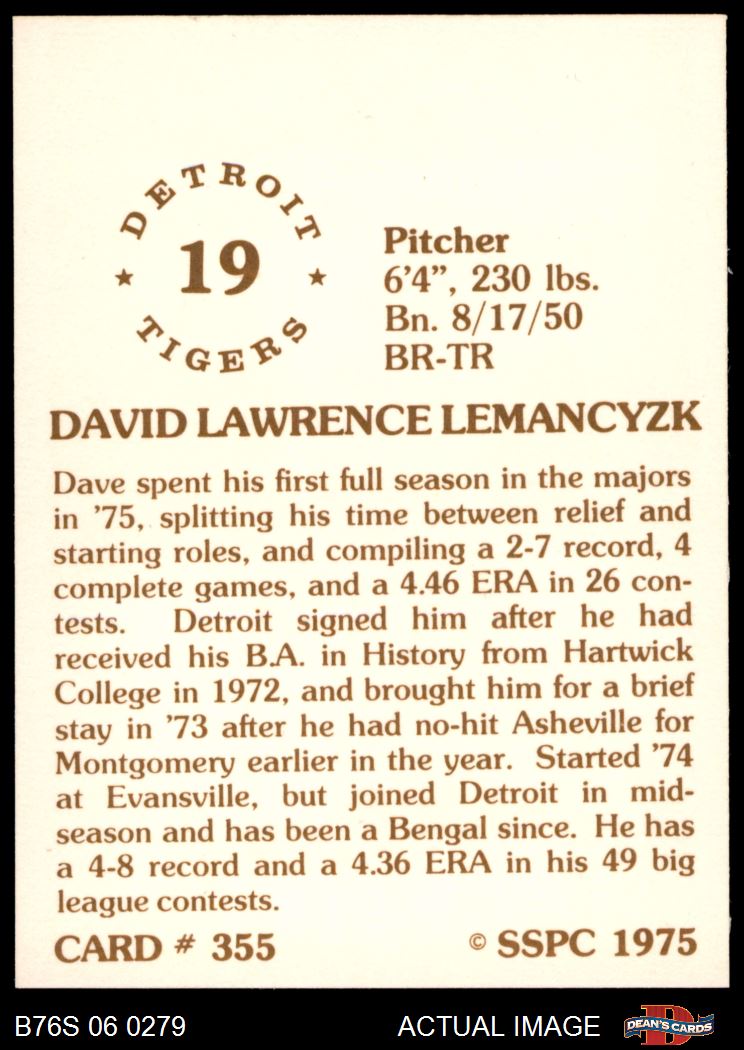 DETROIT
★ 19 ★
TIGERS
Pitcher
6'4", 230 lbs.
Bn. 8/17/50
BR-TR
DAVID LAWRENCE LEMANCYZK
Dave spent his first full season in the majors
in '75, splitting his time between relief and
starting roles, and compiling a 2-7 record, 4
complete games, and a 4.46 ERA in 26 con-
tests. Detroit signed him after he had
received his B.A. in History from Hartwick
College in 1972, and brought him for a brief
stay in '73 after he had no-hit Asheville for
Montgomery earlier in the year. Started '74
at Evansville, but joined Detroit in mid-
season and has been a Bengal since. He has
a 4-8 record and a 4.36 ERA in his 49 big
league contests.
CARD # 355 © SSPC 1975
B76S 06 0279 ACTUAL IMAGE D DEAN'S CARDS